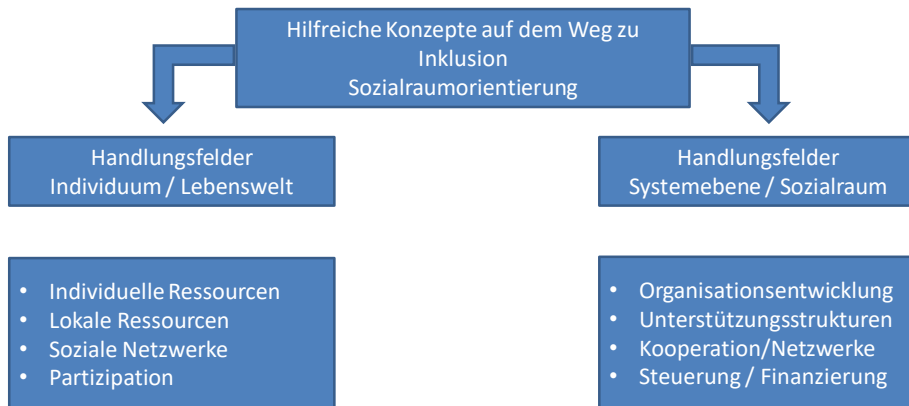 Hilfreiche Konzepte auf dem Weg zu
Inklusion
Sozialraumorientierung
Handlungsfelder
Individuum / Lebenswelt
Handlungsfelder
Systemebene / Sozialraum
• Individuelle Ressourcen
• Lokale Ressourcen
• Soziale Netzwerke
• Partizipation
• Organisationsentwicklung
• Unterstützungsstrukturen
• Kooperation/Netzwerke
• Steuerung / Finanzierung